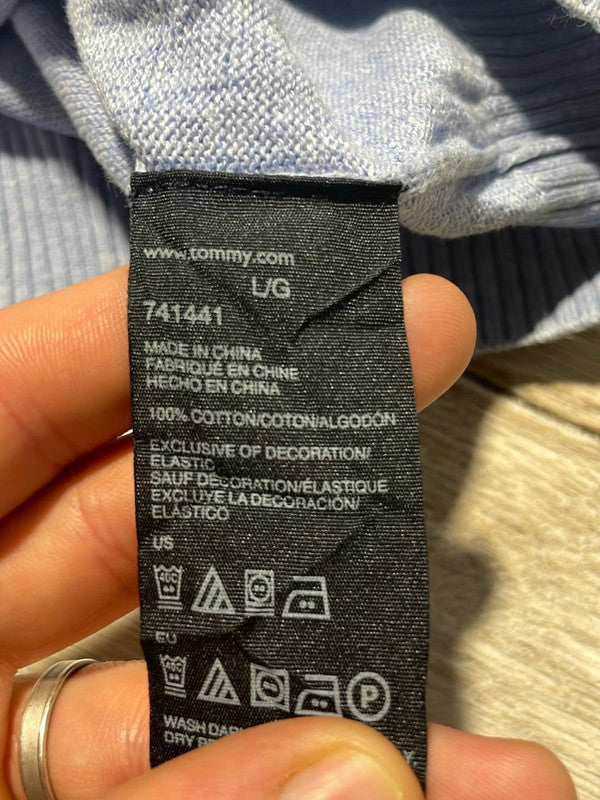 www.tommy.com
L/G
741441
MADE IN CHINA
FABRIQUÉ EN CHINE
HECHO EN CHINA
100% COTTON/COTON/ALGODÓN
EXCLUSIVE OF DECORATION/
ELASTIC
SAUF DÉCORATION/ÉLASTIQUE
EXCLUYE LA DECORACIÓN/
ELÁSTICO
US
40C
EU
P
WASH
DRY